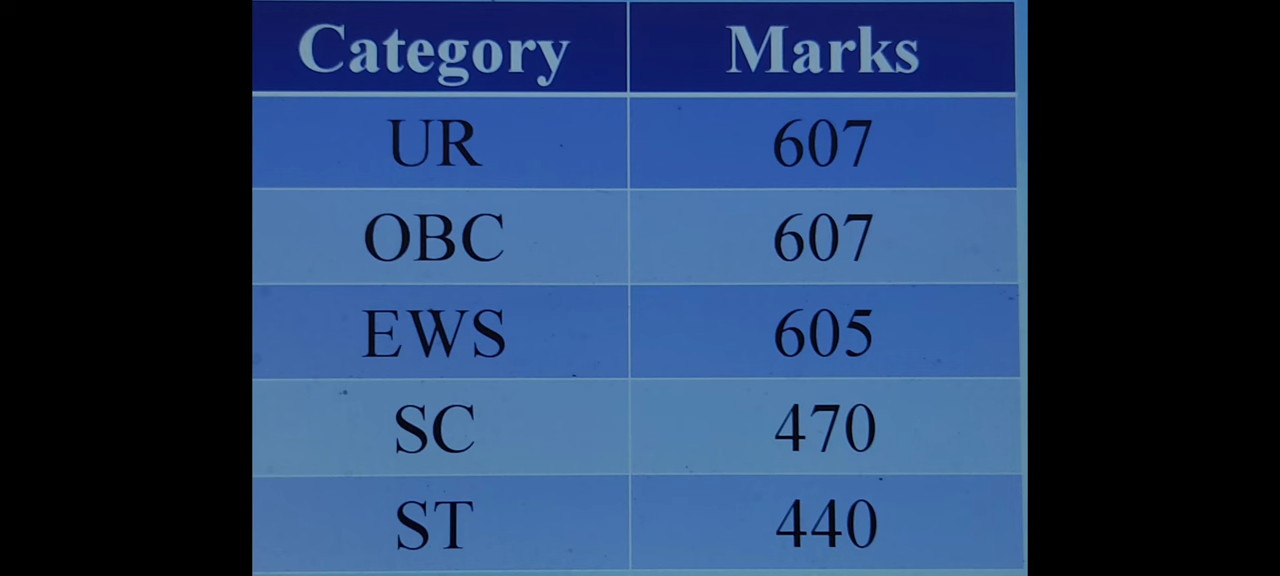 Category Marks
UR 607
OBC 607
EWS 605
SC 470
ST 440